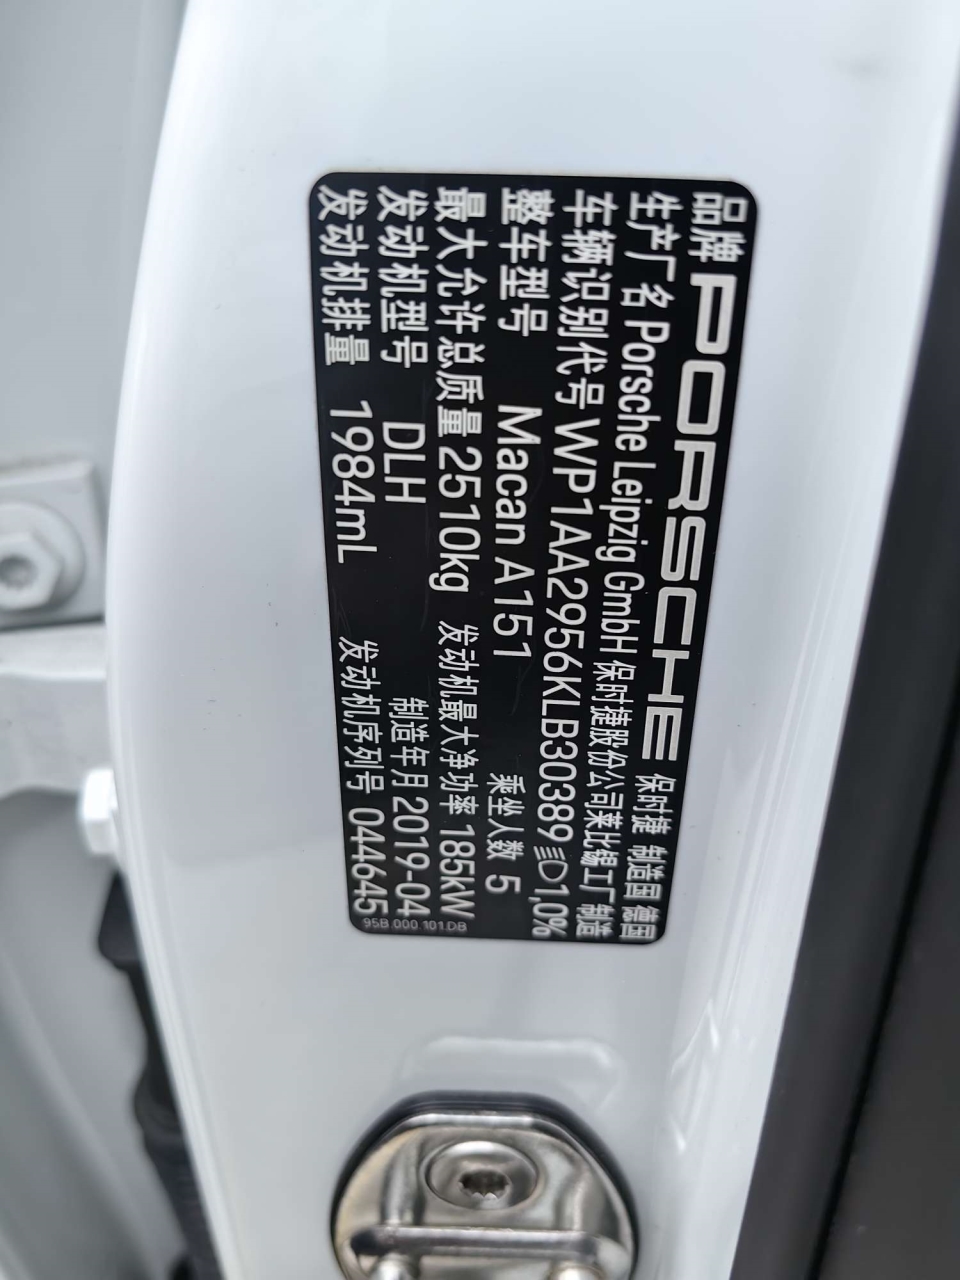 品牌 PORSCHE 保时捷 制造国 德国
生产厂名 Porsche Leipzig GmbH 保时捷股份公司莱比锡工厂制造
车辆识别代号 WP1AA2956KLB30389 1,0%
整车型号 Macan A151 乘坐人数 5
最大允许总质量 2510kg 发动机最大净功率 185kW
发动机型号 DLH 制造年月 2019-04
发动机排量 1984mL 发动机序列号 044645
95B.000.101.DB